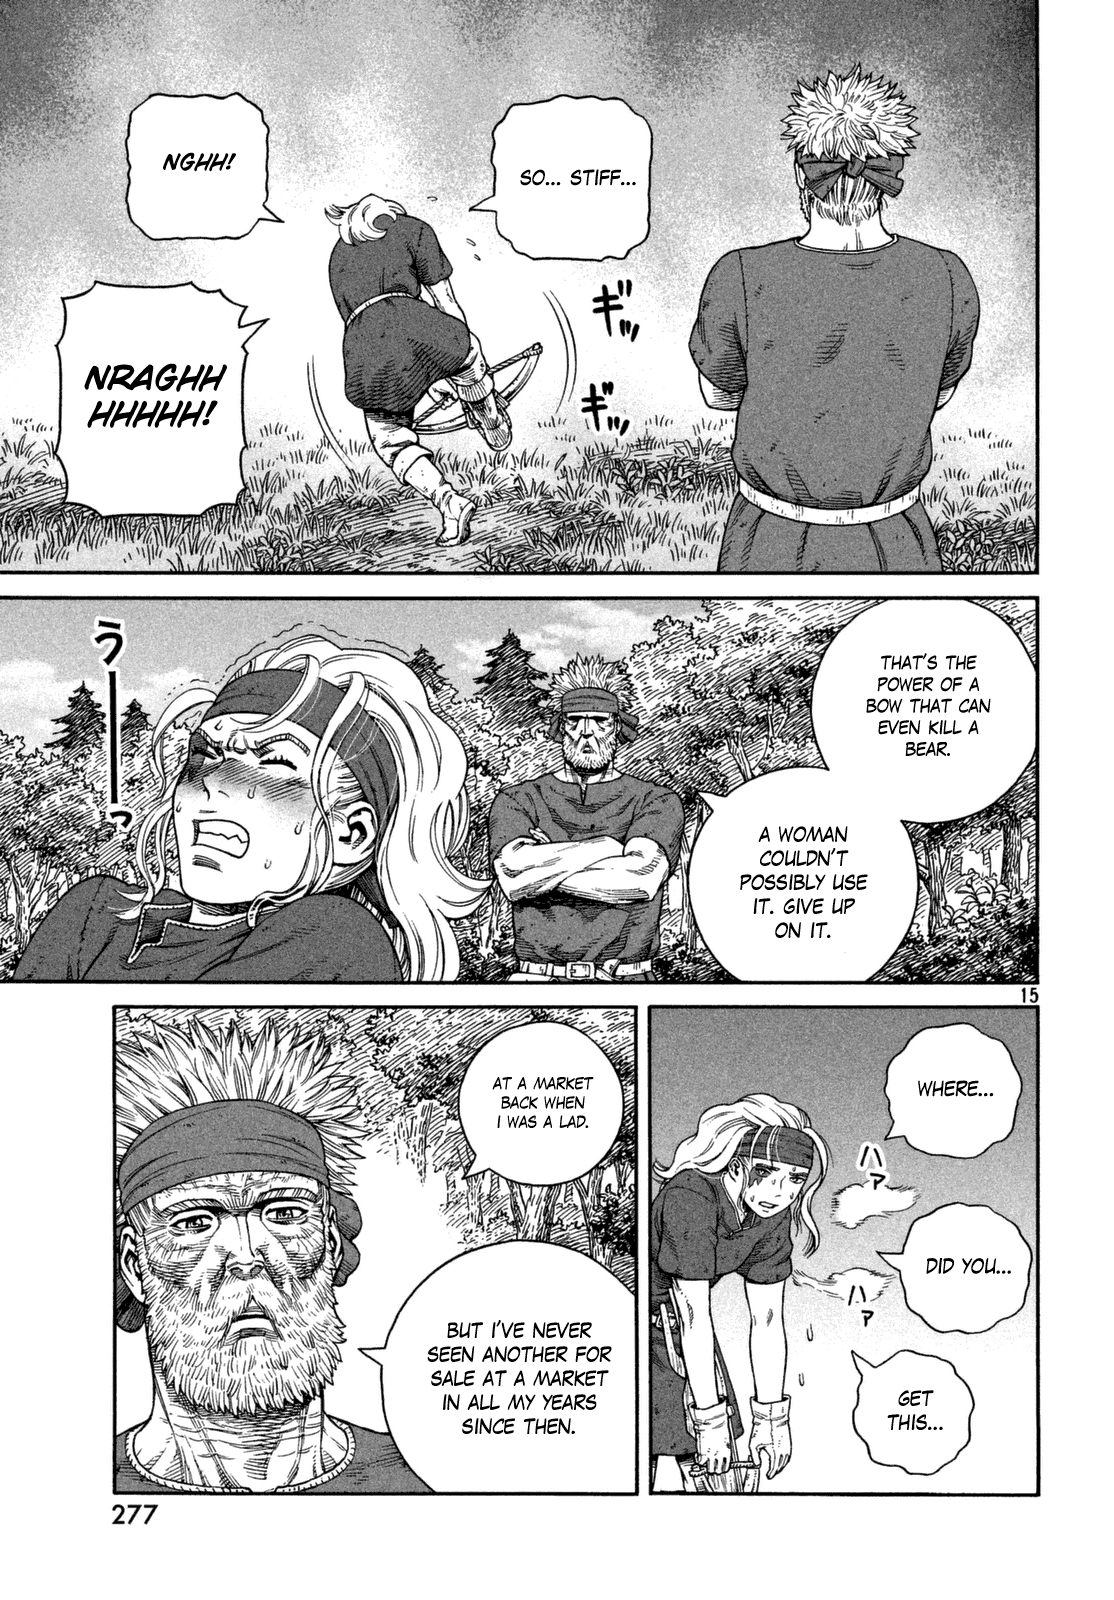 SO... STIFF...
ギッ
ギッ
NGHH!
NRAGHH
HHHHH!
THAT'S THE
POWER OF A
BOW THAT CAN
EVEN KILL A
BEAR.
A WOMAN
COULDN'T
POSSIBLY USE
IT. GIVE UP
ON IT.
うーっ
15
WHERE...
ハァ
DID YOU...
ハァ
GET
THIS...
AT A MARKET
BACK WHEN
I WAS A LAD.
BUT I'VE NEVER
SEEN ANOTHER FOR
SALE AT A MARKET
IN ALL MY YEARS
SINCE THEN.
277